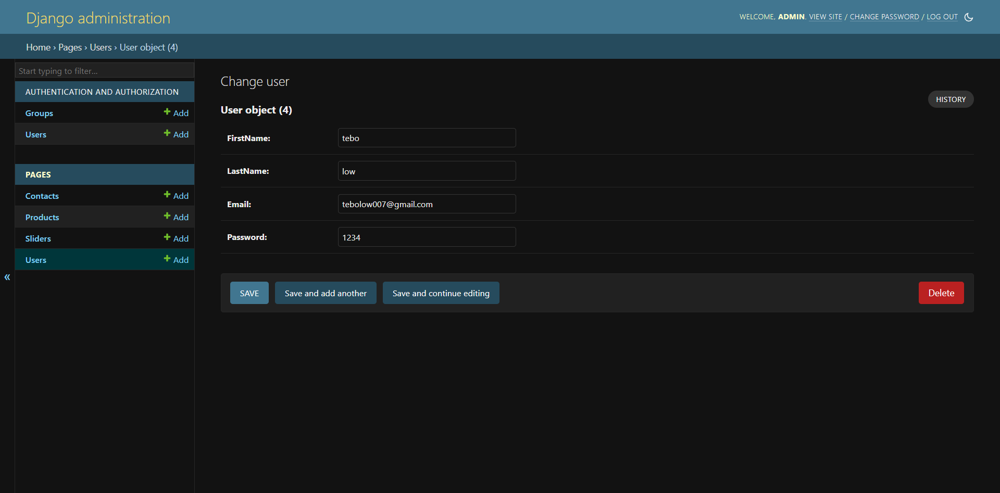 Django administration
WELCOME, ADMIN. VIEW SITE / CHANGE PASSWORD / LOG OUT
Home › Pages › Users › User object (4)
Start typing to filter...
AUTHENTICATION AND AUTHORIZATION
Groups Add
Users Add
PAGES
Contacts Add
Products Add
Sliders Add
Users Add
«
Change user
HISTORY
User object (4)
FirstName: tebo
LastName: low
Email: tebolow007@gmail.com
Password: 1234
SAVE Save and add another Save and continue editing Delete